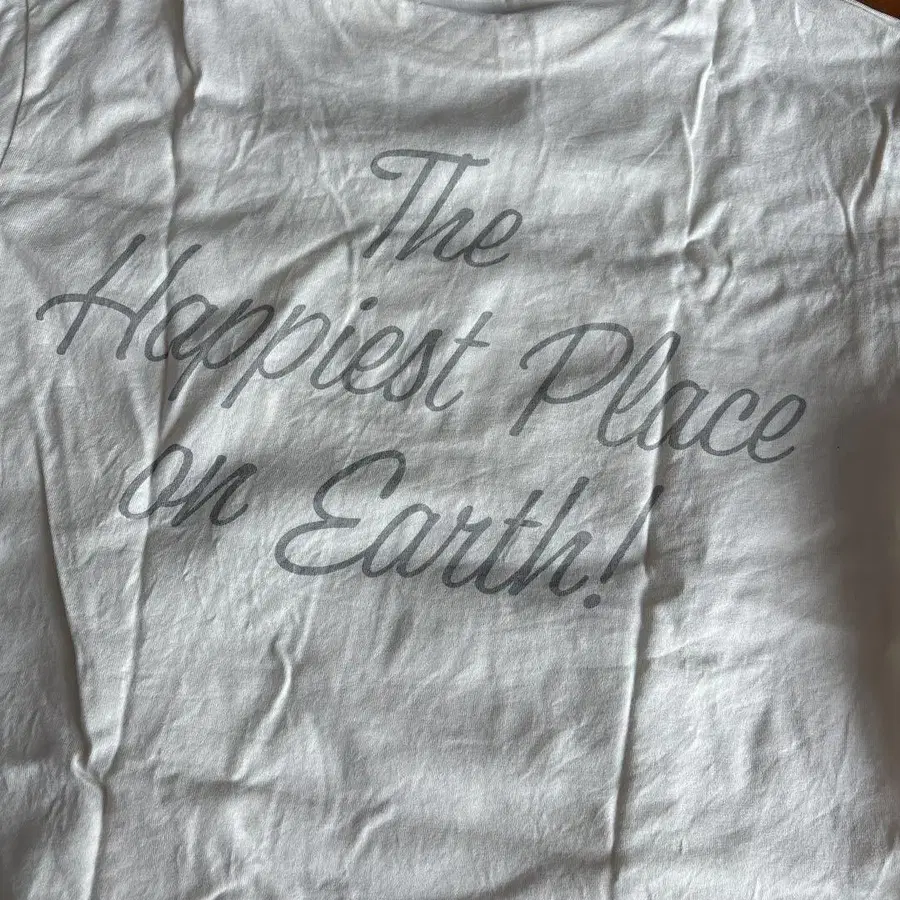 The
Happiest Place
on Earth!